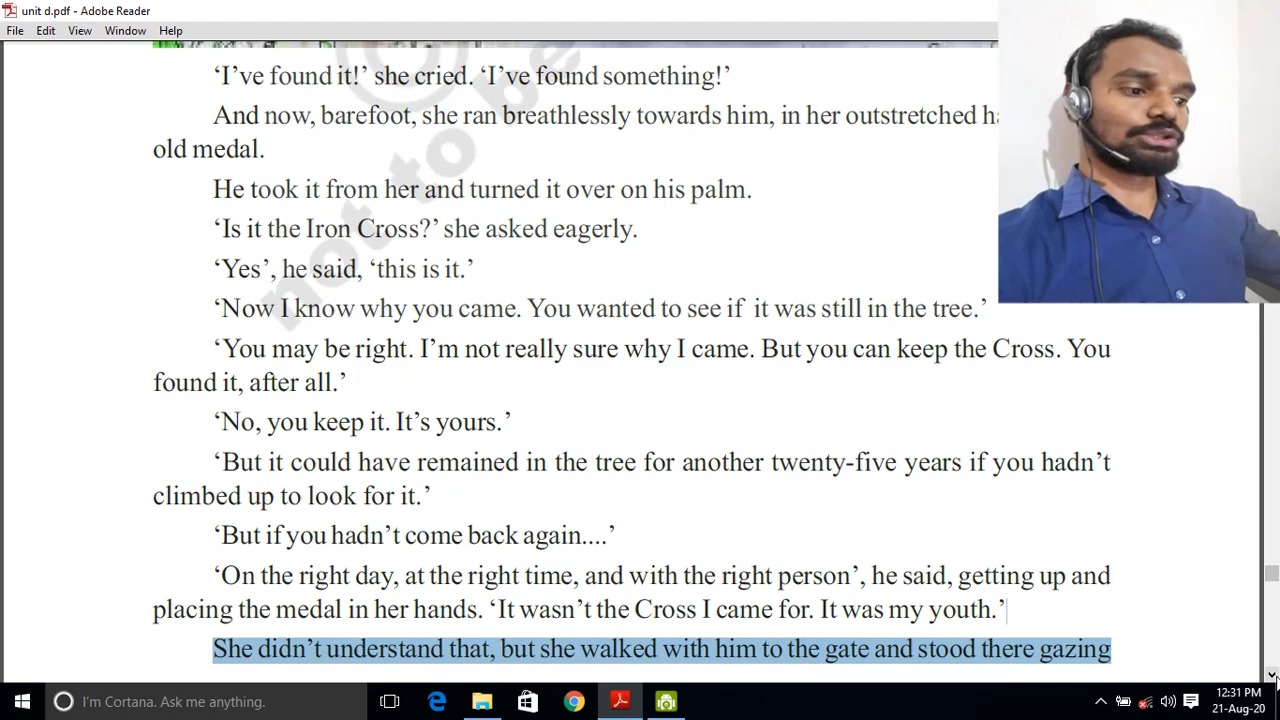 unit d.pdf - Adobe Reader
File Edit View Window Help
‘I’ve found it!’ she cried. ‘I’ve found something!’
And now, barefoot, she ran breathlessly towards him, in her outstretched
old medal.
He took it from her and turned it over on his palm.
‘Is it the Iron Cross?’ she asked eagerly.
‘Yes’, he said, ‘this is it.’
‘Now I know why you came. You wanted to see if it was still in the tree.’
‘You may be right. I’m not really sure why I came. But you can keep the Cross. You
found it, after all.’
‘No, you keep it. It’s yours.’
‘But it could have remained in the tree for another twenty-five years if you hadn’t
climbed up to look for it.’
‘But if you hadn’t come back again....’
‘On the right day, at the right time, and with the right person’, he said, getting up and
placing the medal in her hands. ‘It wasn’t the Cross I came for. It was my youth.’
She didn’t understand that, but she walked with him to the gate and stood there gazing
not to be
I'm Cortana. Ask me anything.
12:31 PM
21-Aug-20